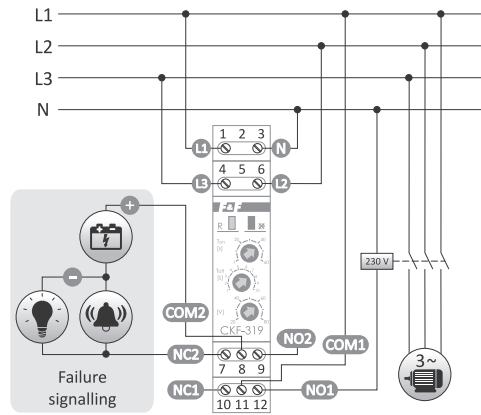 L1
L2
L3
N
1 2 3
L1
N
4 5 6
L3
L2
F&F
R
Ton
[s]
Toff
[s]
[V]
CKF-319
+
−
COM2
NO2
COM1
NC2
7 8 9
NC1
NO1
10 11 12
230 V
3~
Failure
signalling